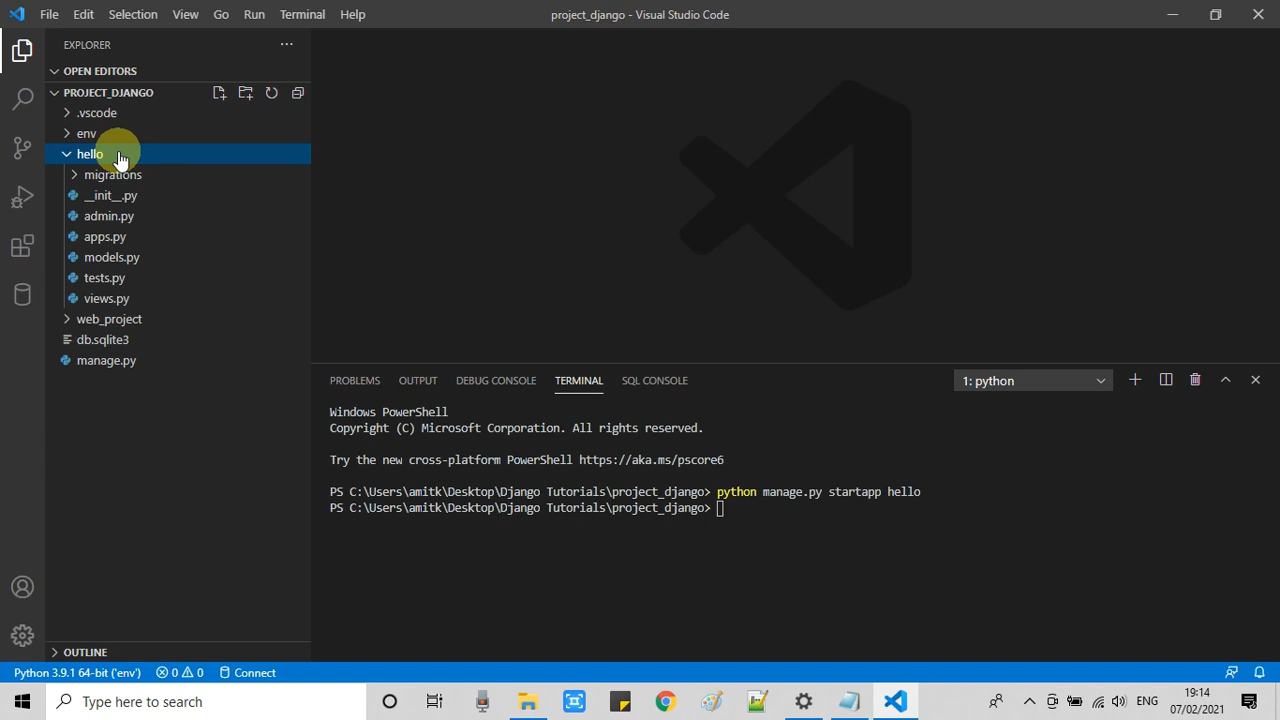 File Edit Selection View Go Run Terminal Help
project_django - Visual Studio Code
EXPLORER
OPEN EDITORS
PROJECT_DJANGO
.vscode
env
hello
migrations
__init__.py
admin.py
apps.py
models.py
tests.py
views.py
web_project
db.sqlite3
manage.py
OUTLINE
PROBLEMS OUTPUT DEBUG CONSOLE TERMINAL SQL CONSOLE
1: python
Windows PowerShell
Copyright (C) Microsoft Corporation. All rights reserved.
Try the new cross-platform PowerShell https://aka.ms/pscore6
PS C:\Users\amitk\Desktop\Django Tutorials\project_django> python manage.py startapp hello
PS C:\Users\amitk\Desktop\Django Tutorials\project_django>
Python 3.9.1 64-bit ('env') 0 0 Connect
Type here to search
ENG
19:14
07/02/2021